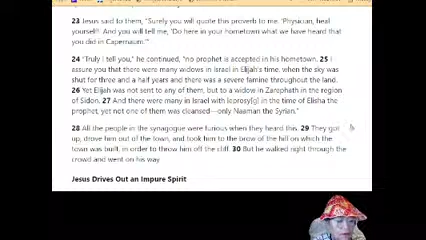 23 Jesus said to them, "Surely you will quote this proverb to me: 'Physician, heal
yourself!' And you will tell me, 'Do here in your hometown what we have heard that
you did in Capernaum.'"
24 "Truly I tell you," he continued, "no prophet is accepted in his hometown. 25 I
assure you that there were many widows in Israel in Elijah's time, when the sky was
shut for three and a half years and there was a severe famine throughout the land.
26 Yet Elijah was not sent to any of them, but to a widow in Zarephath in the region
of Sidon. 27 And there were many in Israel with leprosy[g] in the time of Elisha the
prophet, yet not one of them was cleansed—only Naaman the Syrian."
28 All the people in the synagogue were furious when they heard this. 29 They got
up, drove him out of the town, and took him to the brow of the hill on which the
town was built, in order to throw him off the cliff. 30 But he walked right through the
crowd and went on his way.
Jesus Drives Out an Impure Spirit